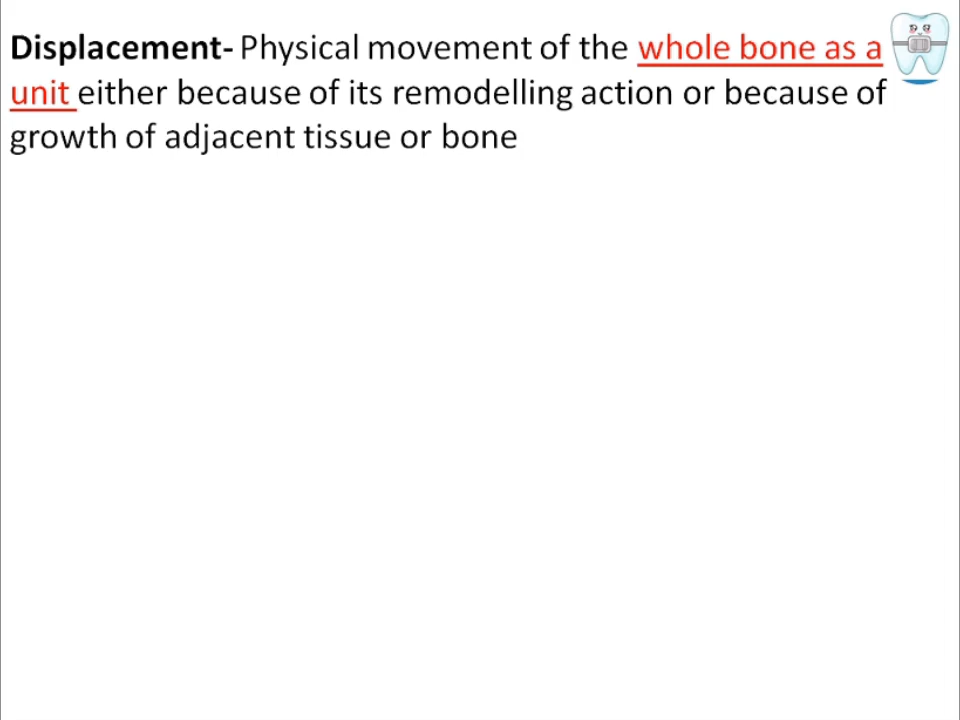 Displacement- Physical movement of the whole bone as a
unit either because of its remodelling action or because of
growth of adjacent tissue or bone